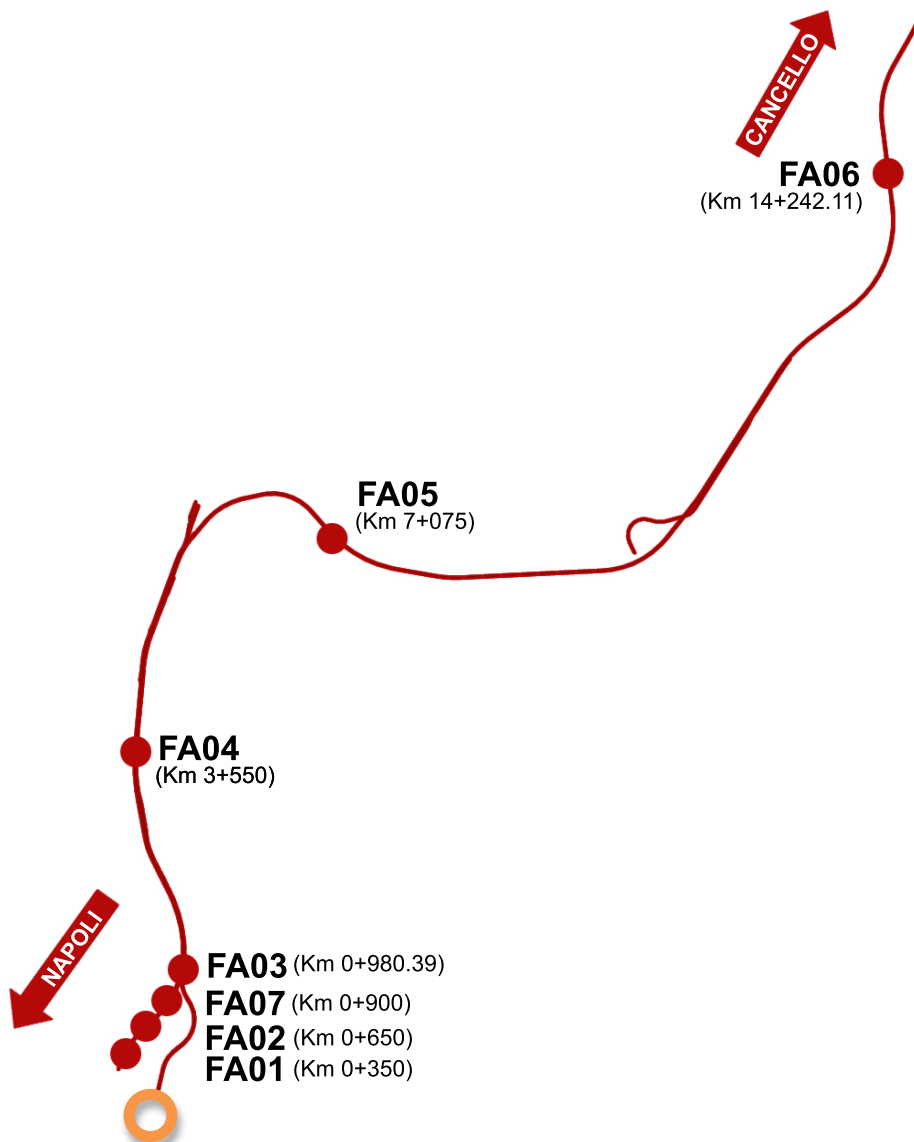 CANCELLO
FA06
(Km 14+242.11)
FA05
(Km 7+075)
FA04
(Km 3+550)
NAPOLI
FA03 (Km 0+980.39)
FA07 (Km 0+900)
FA02 (Km 0+650)
FA01 (Km 0+350)